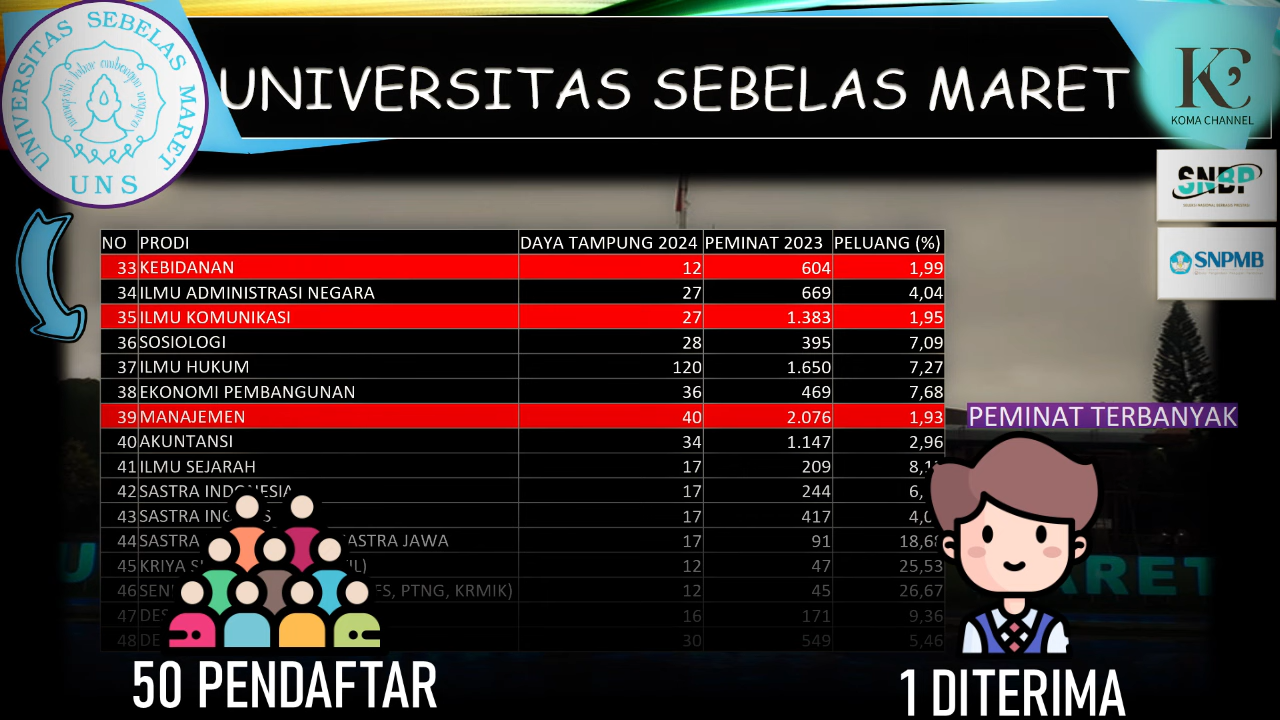 UNIVERSITAS SEBELAS MARET
UNS
UNIVERSITAS SEBELAS MARET
KC
KOMA CHANNEL
SNBP
SNPMB
NO PRODI DAYA TAMPUNG 2024 PEMINAT 2023 PELUANG (%)
33 KEBIDANAN 12 604 1,99
34 ILMU ADMINISTRASI NEGARA 27 669 4,04
35 ILMU KOMUNIKASI 27 1.383 1,95
36 SOSIOLOGI 28 395 7,09
37 ILMU HUKUM 120 1.650 7,27
38 EKONOMI PEMBANGUNAN 36 469 7,68
39 MANAJEMEN 40 2.076 1,93
40 AKUNTANSI 34 1.147 2,96
41 ILMU SEJARAH 17 209
42 SASTRA INDONESIA 17 244
43 SASTRA 17 417
44 SASTRA SASTRA JAWA 17 91
45 KRIYA 12 47 25,53
46 PTNG, KRMIK) 12 45 26,67
47 16 171 9,36
48 30 549 5,46
PEMINAT TERBANYAK
50 PENDAFTAR
1 DITERIMA